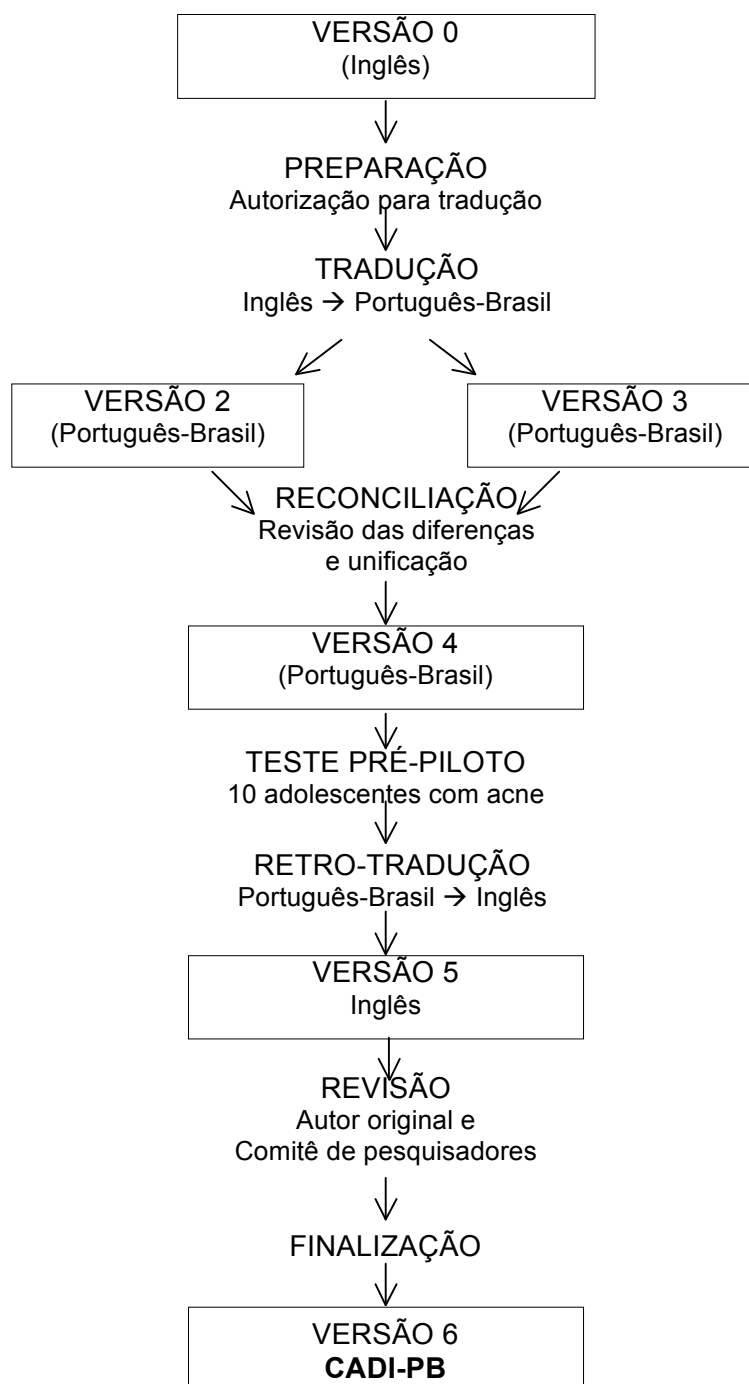 VERSÃO 0
(Inglês)
PREPARAÇÃO
Autorização para tradução
TRADUÇÃO
Inglês → Português-Brasil
VERSÃO 2
(Português-Brasil)
VERSÃO 3
(Português-Brasil)
RECONCILIAÇÃO
Revisão das diferenças
e unificação
VERSÃO 4
(Português-Brasil)
TESTE PRÉ-PILOTO
10 adolescentes com acne
RETRO-TRADUÇÃO
Português-Brasil → Inglês
VERSÃO 5
Inglês
REVISÃO
Autor original e
Comitê de pesquisadores
FINALIZAÇÃO
VERSÃO 6
CADI-PB